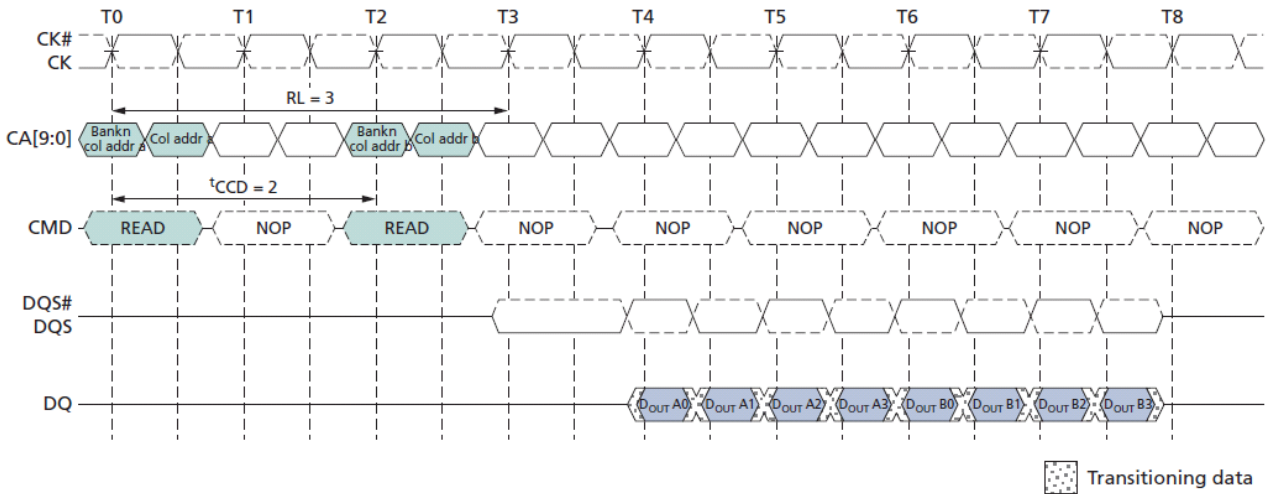 T0 T1 T2 T3 T4 T5 T6 T7 T8
CK#
CK
RL = 3
CA[9:0] Bankn col addr a Col addr a Bankn col addr b Col addr b
tCCD = 2
CMD READ NOP READ NOP NOP NOP NOP NOP NOP
DQS#
DQS
DQ DOUT A0 DOUT A1 DOUT A2 DOUT A3 DOUT B0 DOUT B1 DOUT B2 DOUT B3
Transitioning data